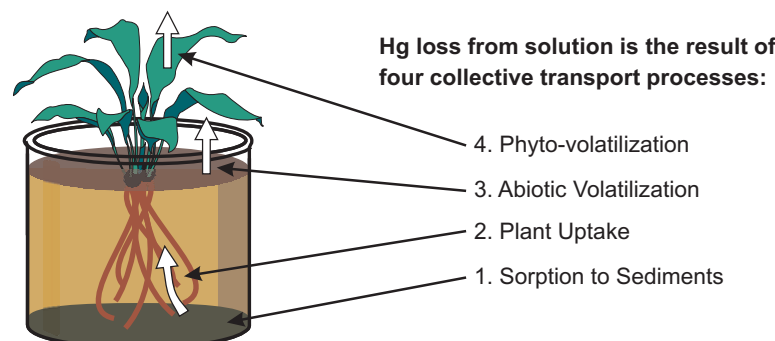 Hg loss from solution is the result of
four collective transport processes:
4. Phyto-volatilization
3. Abiotic Volatilization
2. Plant Uptake
1. Sorption to Sediments